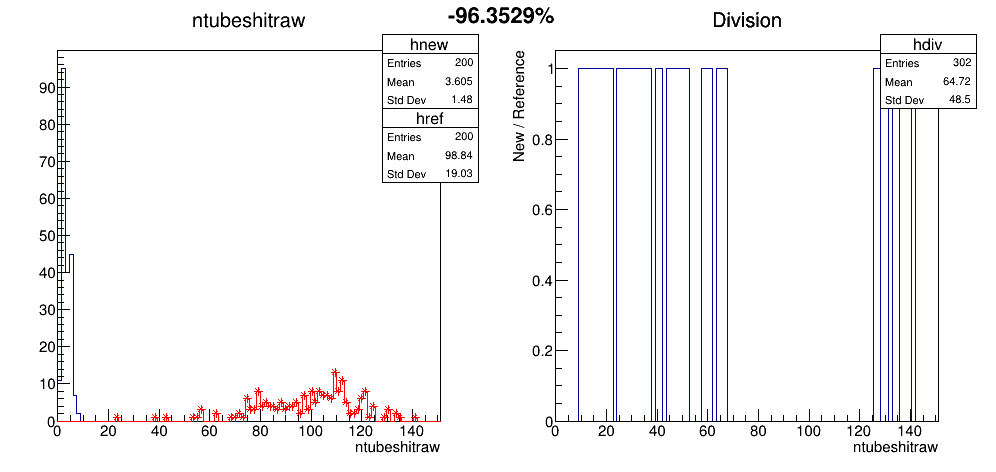 -96.3529%
ntubeshitraw
hnew
Entries 200
Mean 3.605
Std Dev 1.48
href
Entries 200
Mean 98.84
Std Dev 19.03
90
80
70
60
50
40
30
20
10
0
0 20 40 60 80 100 120 140
ntubeshitraw
Division
hdiv
Entries 302
Mean 64.72
Std Dev 48.5
New / Reference
1
0.8
0.6
0.4
0.2
0
0 20 40 60 80 100 120 140
ntubeshitraw